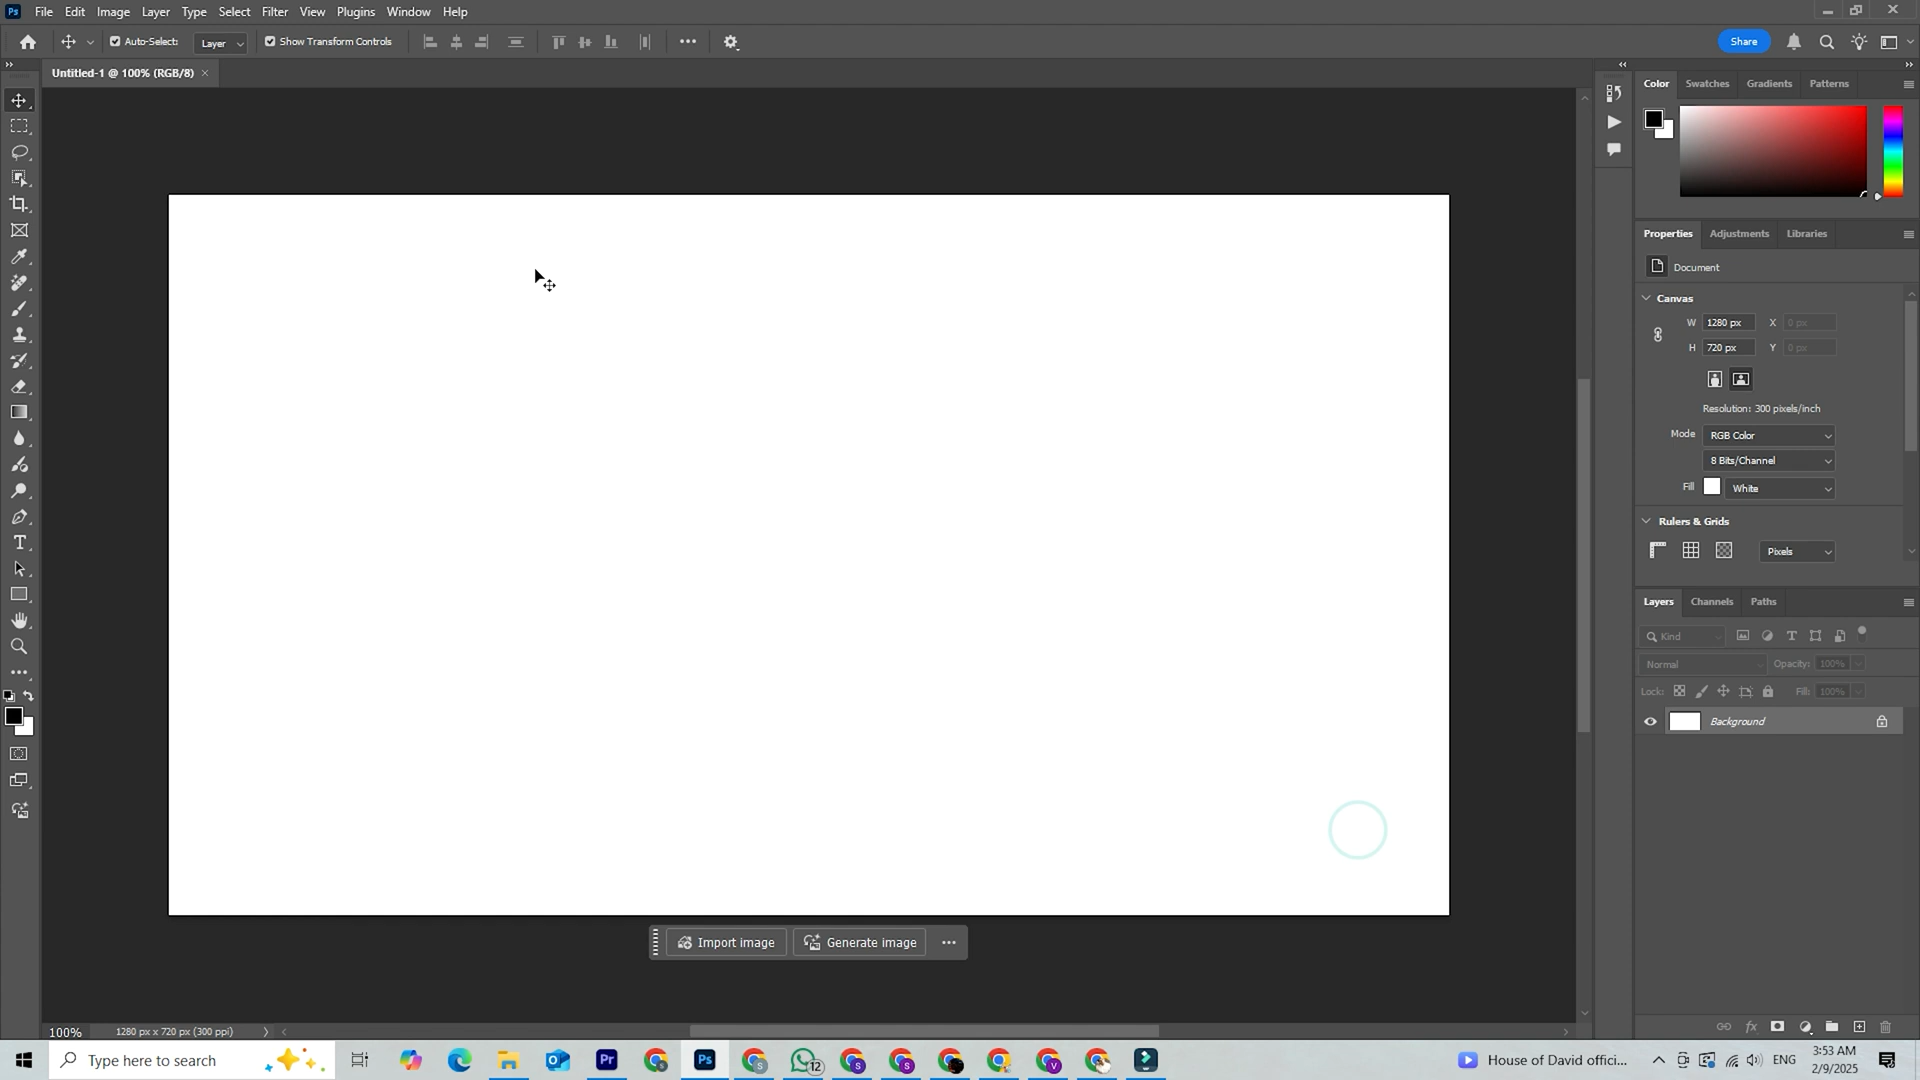 Ps File Edit Image Layer Type Select Filter View Plugins Window Help
Auto-Select: Layer Show Transform Controls Share
Untitled-1 @ 100% (RGB/8)
Color Swatches Gradients Patterns
Properties Adjustments Libraries
Document
Canvas
W 1280 px X 0 px
H 720 px Y 0 px
Resolution: 300 pixels/inch
Mode RGB Color
8 Bits/Channel
Fill White
Rulers & Grids
Pixels
Layers Channels Paths
Kind
Normal Opacity: 100%
Lock: Fill: 100%
Background
Import image Generate image
100% 1280 px x 720 px (300 ppi)
Type here to search Pr Ps 12 House of David offici... ENG 3:53 AM
2/9/2025